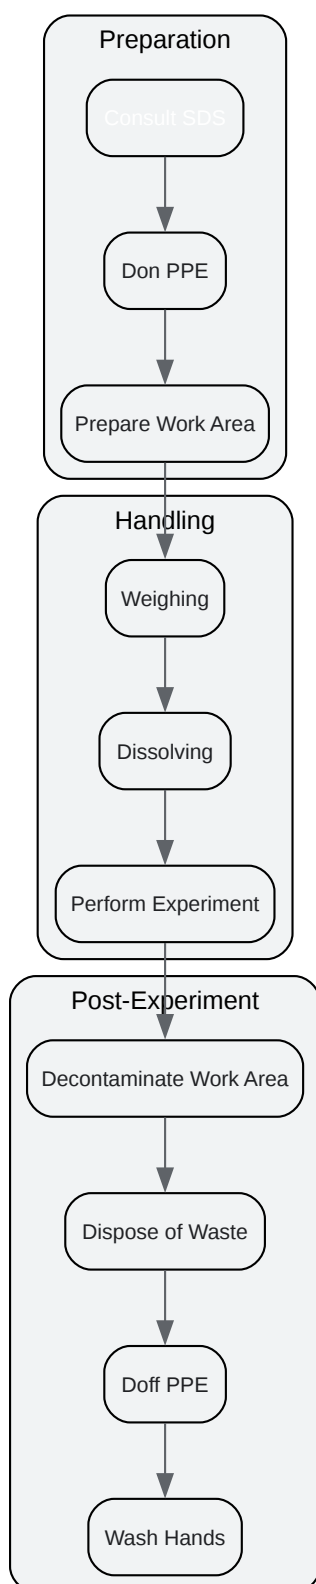 Preparation
Consult SDS
Don PPE
Prepare Work Area
Handling
Weighing
Dissolving
Perform Experiment
Post-Experiment
Decontaminate Work Area
Dispose of Waste
Doff PPE
Wash Hands